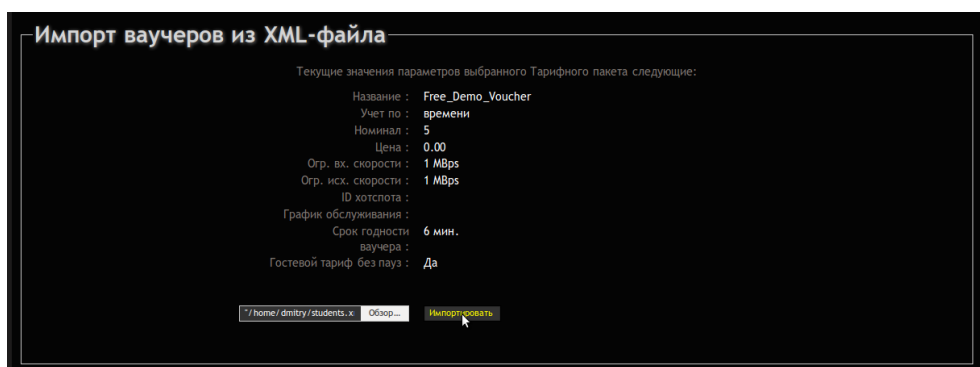 Импорт ваучеров из XML-файла
Текущие значения параметров выбранного Тарифного пакета следующие:
Название : Free_Demo_Voucher
Учет по : времени
Номинал : 5
Цена : 0.00
Огр. вх. скорости : 1 MBps
Огр. исх. скорости : 1 MBps
ID хотспота :
График обслуживания :
Срок годности 6 мин.
ваучера :
Гостевой тариф без пауз : Да
"/home/dmitry/students.x Обзор... Импортировать